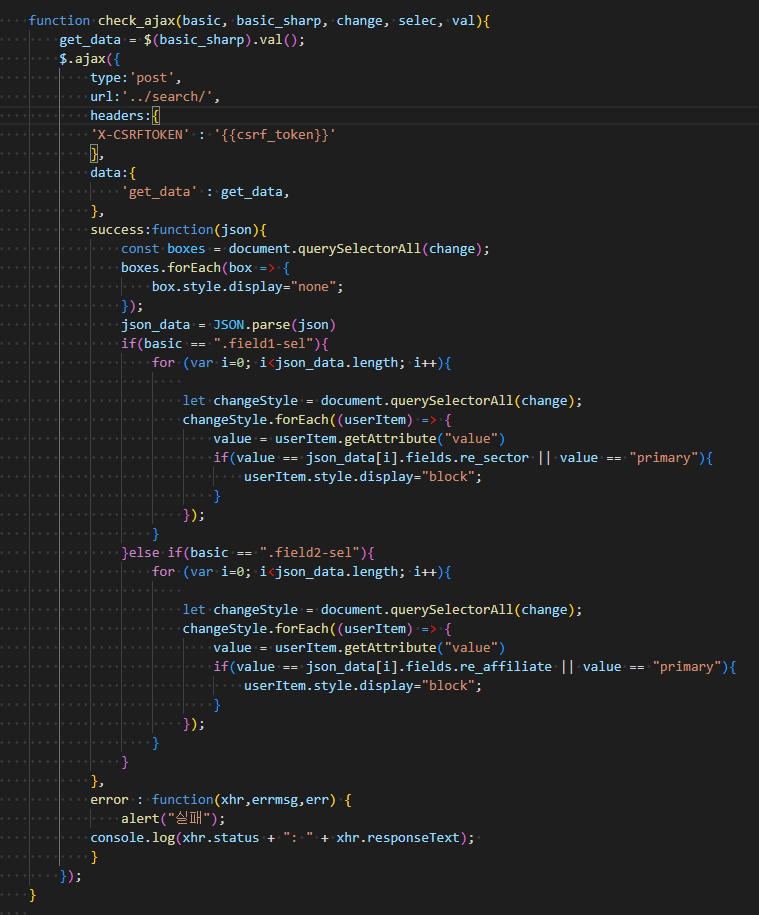 function check_ajax(basic, basic_sharp, change, selec, val){
    get_data = $(basic_sharp).val();
    $.ajax({
        type:'post',
        url:'../search/',
        headers:{
        'X-CSRFTOKEN' : '{{csrf_token}}'
        },
        data:{
            'get_data' : get_data,
        },
        success:function(json){
            const boxes = document.querySelectorAll(change);
            boxes.forEach(box => {
                box.style.display="none";
            });
            json_data = JSON.parse(json)
            if(basic == ".field1-sel"){
                for (var i=0; i<json_data.length; i++){

                    let changeStyle = document.querySelectorAll(change);
                    changeStyle.forEach((userItem) => {
                        value = userItem.getAttribute("value")
                        if(value == json_data[i].fields.re_sector || value == "primary"){
                            userItem.style.display="block";
                        }
                    });
                }
            }else if(basic == ".field2-sel"){
                for (var i=0; i<json_data.length; i++){

                    let changeStyle = document.querySelectorAll(change);
                    changeStyle.forEach((userItem) => {
                        value = userItem.getAttribute("value")
                        if(value == json_data[i].fields.re_affiliate || value == "primary"){
                            userItem.style.display="block";
                        }
                    });
                }
            }
        },
        error : function(xhr,errmsg,err) {
            alert("실패");
        console.log(xhr.status + ": " + xhr.responseText);
        }
    });
}